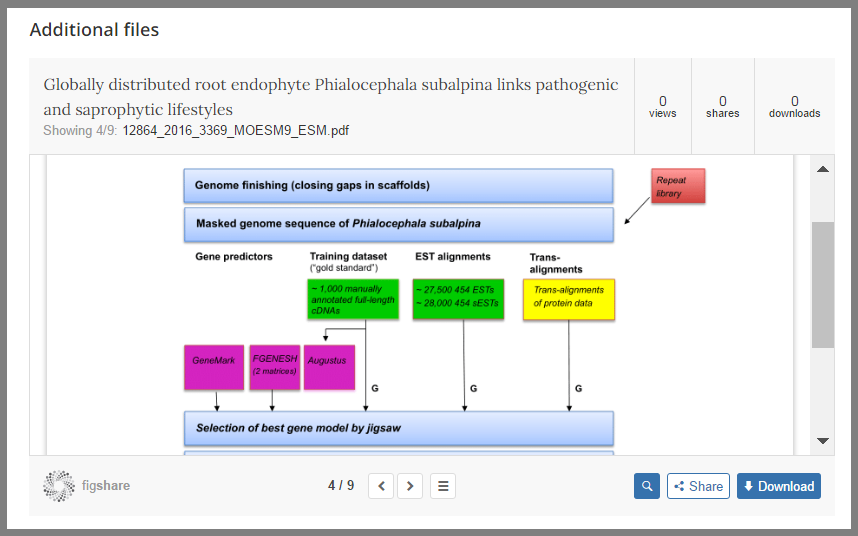 Additional files
Globally distributed root endophyte Phialocephala subalpina links pathogenic
and saprophytic lifestyles
Showing 4/9: 12864_2016_3369_MOESM9_ESM.pdf
0
views
0
shares
0
downloads
Genome finishing (closing gaps in scaffolds)
Repeat
library
Masked genome sequence of Phialocephala subalpina
Gene predictors
Training dataset
("gold standard")
EST alignments
Trans-
alignments
~ 1.000 manually
annotated full-length
cDNAs
~ 27,500 454 ESTs
~ 28,000 454 sESTs
Trans-alignments
of protein data
GeneMark
FGENESH
(2 matrices)
Augustus
G
G
G
Selection of best gene model by jigsaw
figshare
4 / 9
Share
Download